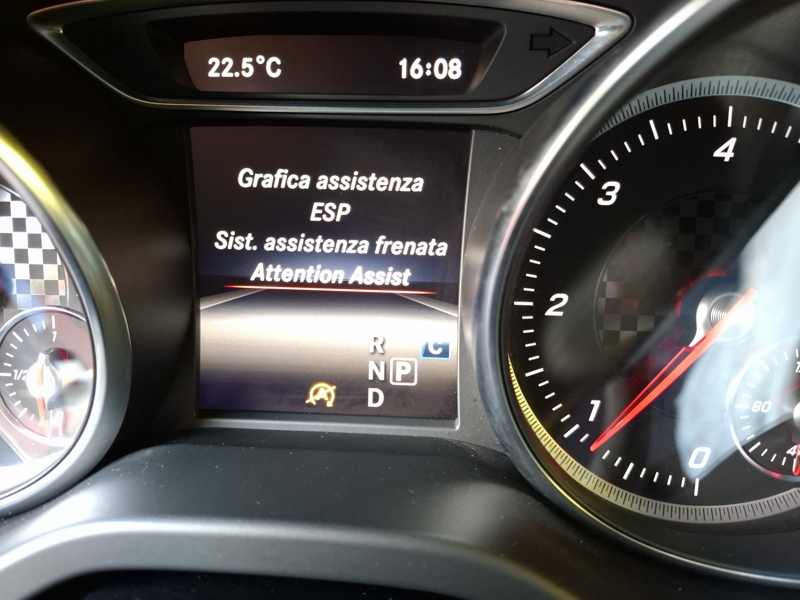 22.5°C 16:08
Grafica assistenza
ESP
Sist. assistenza frenata
Attention Assist
R C
N P
A D
4
3
2
1
0
1
1/2
80